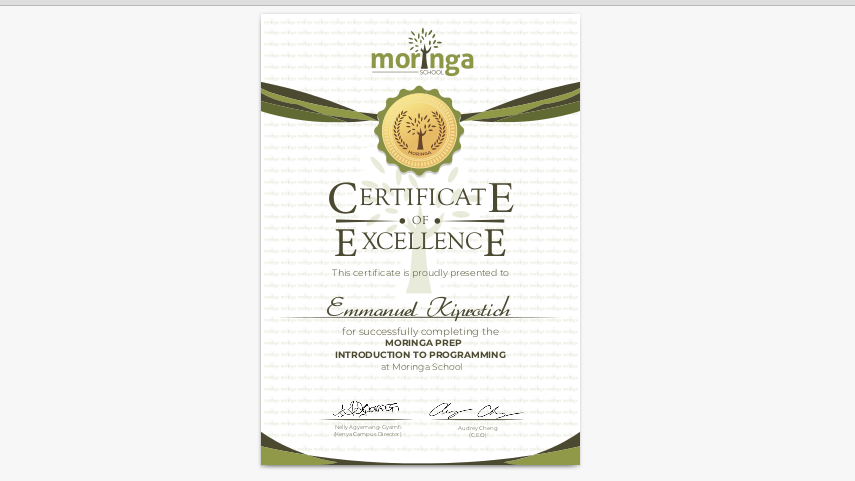 moringa
SCHOOL
MORINGA
CERTIFICATE
OF
EXCELLENCE
This certificate is proudly presented to
Emmanuel Kiprotich
for successfully completing the
MORINGA PREP
INTRODUCTION TO PROGRAMMING
at Moringa School
Nelly Agyemang-Gyamfi Audrey Cheng
(Kenya Campus Director) (C.E.O)